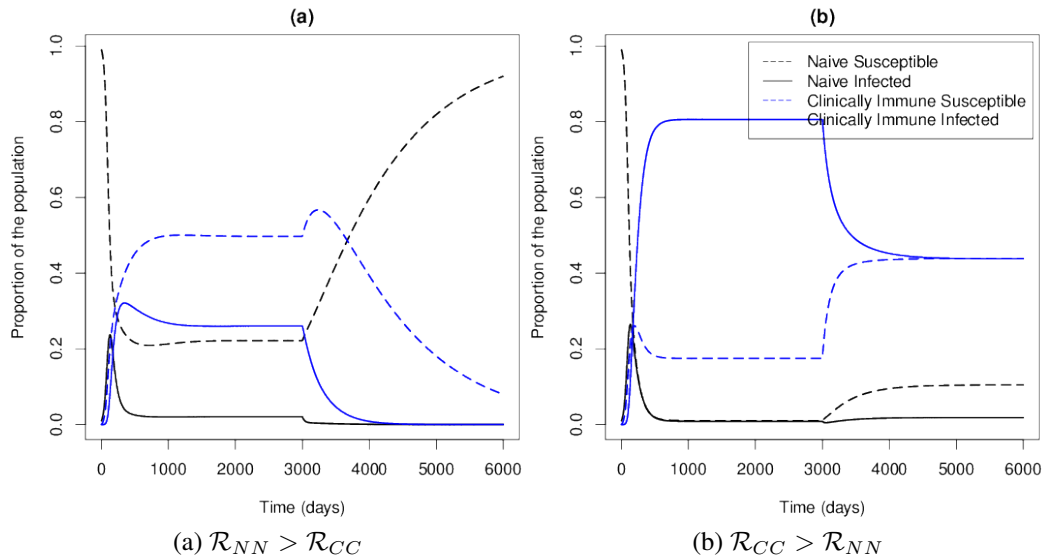 (a)
Proportion of the population
1.0
0.8
0.6
0.4
0.2
0.0
0 1000 2000 3000 4000 5000 6000
Time (days)
(a) R_NN > R_CC
(b)
Proportion of the population
1.0
0.8
0.6
0.4
0.2
0.0
Naive Susceptible
Naive Infected
Clinically Immune Susceptible
Clinically Immune Infected
0 1000 2000 3000 4000 5000 6000
Time (days)
(b) R_CC > R_NN